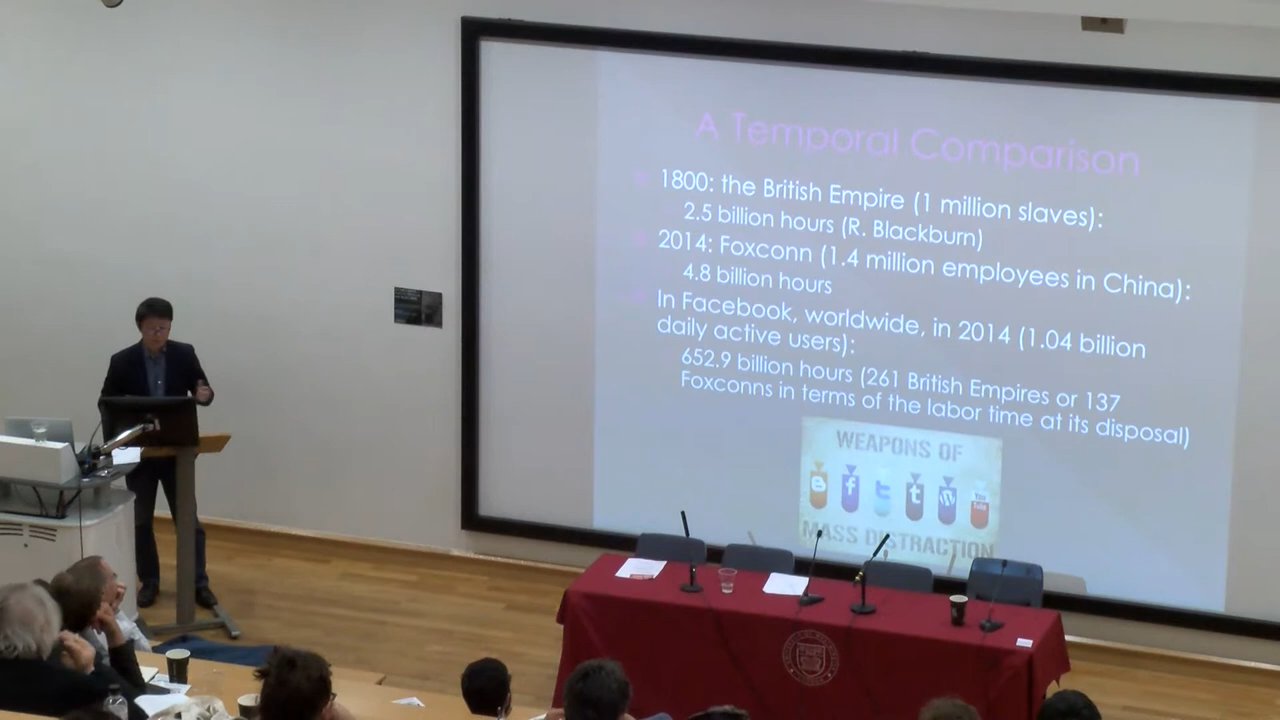 A Temporal Comparison
1800: the British Empire (1 million slaves):
2.5 billion hours (R. Blackburn)
2014: Foxconn (1.4 million employees in China):
4.8 billion hours
In Facebook, worldwide, in 2014 (1.04 billion
daily active users):
652.9 billion hours (261 British Empires or 137
Foxconns in terms of the labor time at its disposal)
WEAPONS OF
MASS DISTRACTION